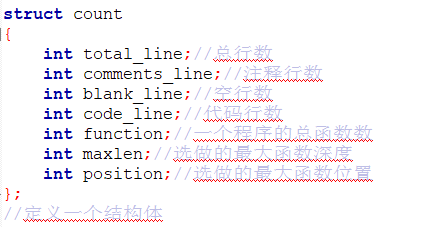 struct count
{
int total_line;//总行数
int comments_line;//注释行数
int blank_line;//空行数
int code_line;//代码行数
int function;//一个程序的总函数数
int maxlen;//选做的最大函数深度
int position;//选做的最大函数位置
};
//定义一个结构体